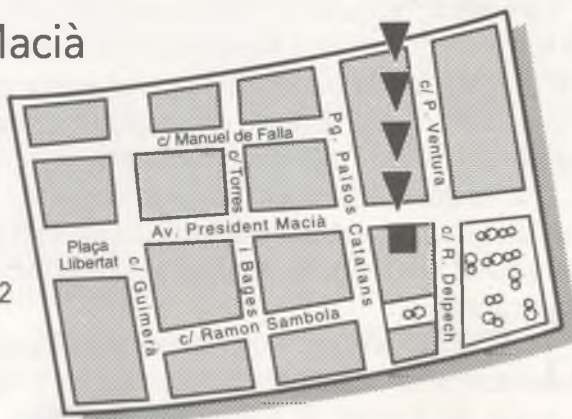 Macià
c/ Manuel de Falla
c/ Torres i Bages
Pg. Països Catalans
c/ P. Ventura
Av. President Macià
Plaça
Llibertat
c/ Guimerà
c/ Ramon Sambola
c/ R. Delpech
2